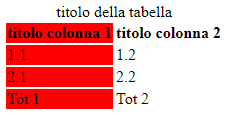 titolo della tabella
titolo colonna 1 titolo colonna 2
1.1 1.2
2.1 2.2
Tot 1 Tot 2